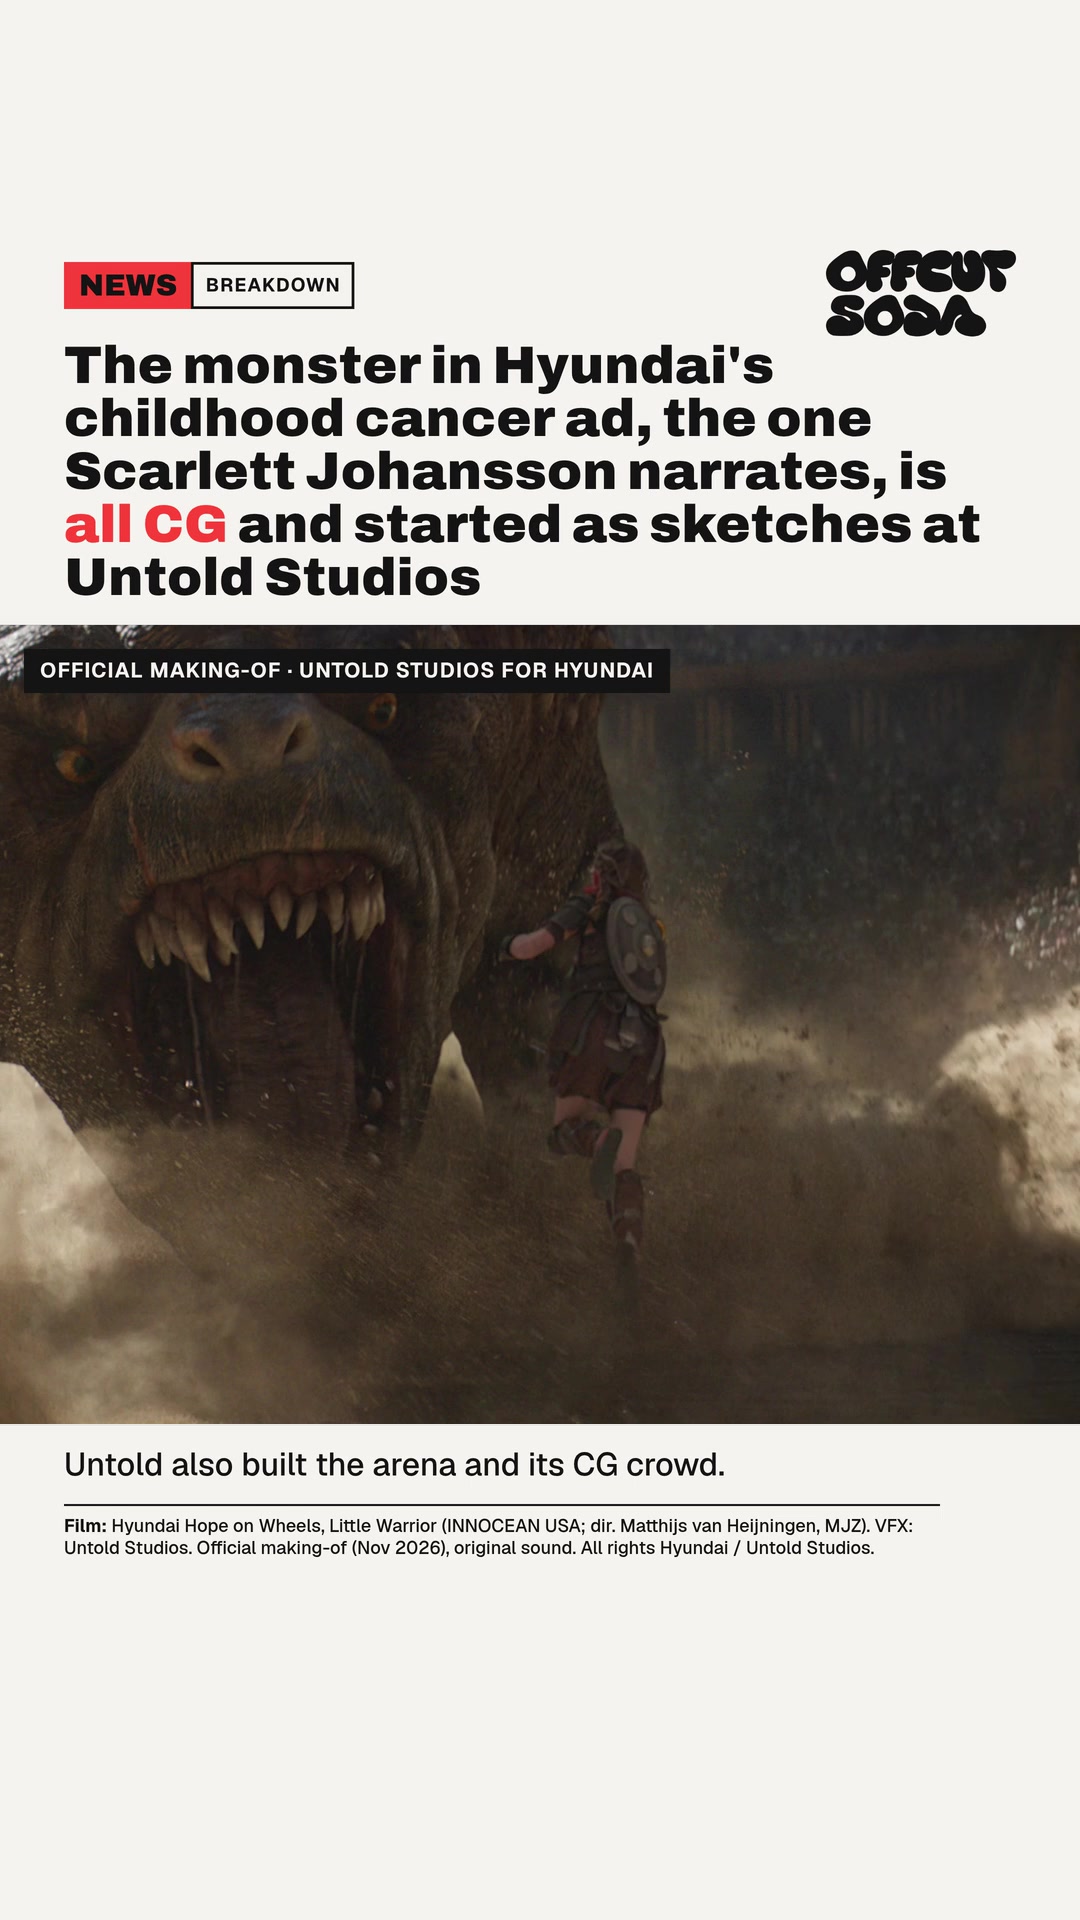 NEWS BREAKDOWN
OFFCUT
SODA
The monster in Hyundai's
childhood cancer ad, the one
Scarlett Johansson narrates, is
all CG and started as sketches at
Untold Studios
OFFICIAL MAKING-OF · UNTOLD STUDIOS FOR HYUNDAI
Untold also built the arena and its CG crowd.
Film: Hyundai Hope on Wheels, Little Warrior (INNOCEAN USA; dir. Matthijs van Heijningen, MJZ). VFX:
Untold Studios. Official making-of (Nov 2026), original sound. All rights Hyundai / Untold Studios.